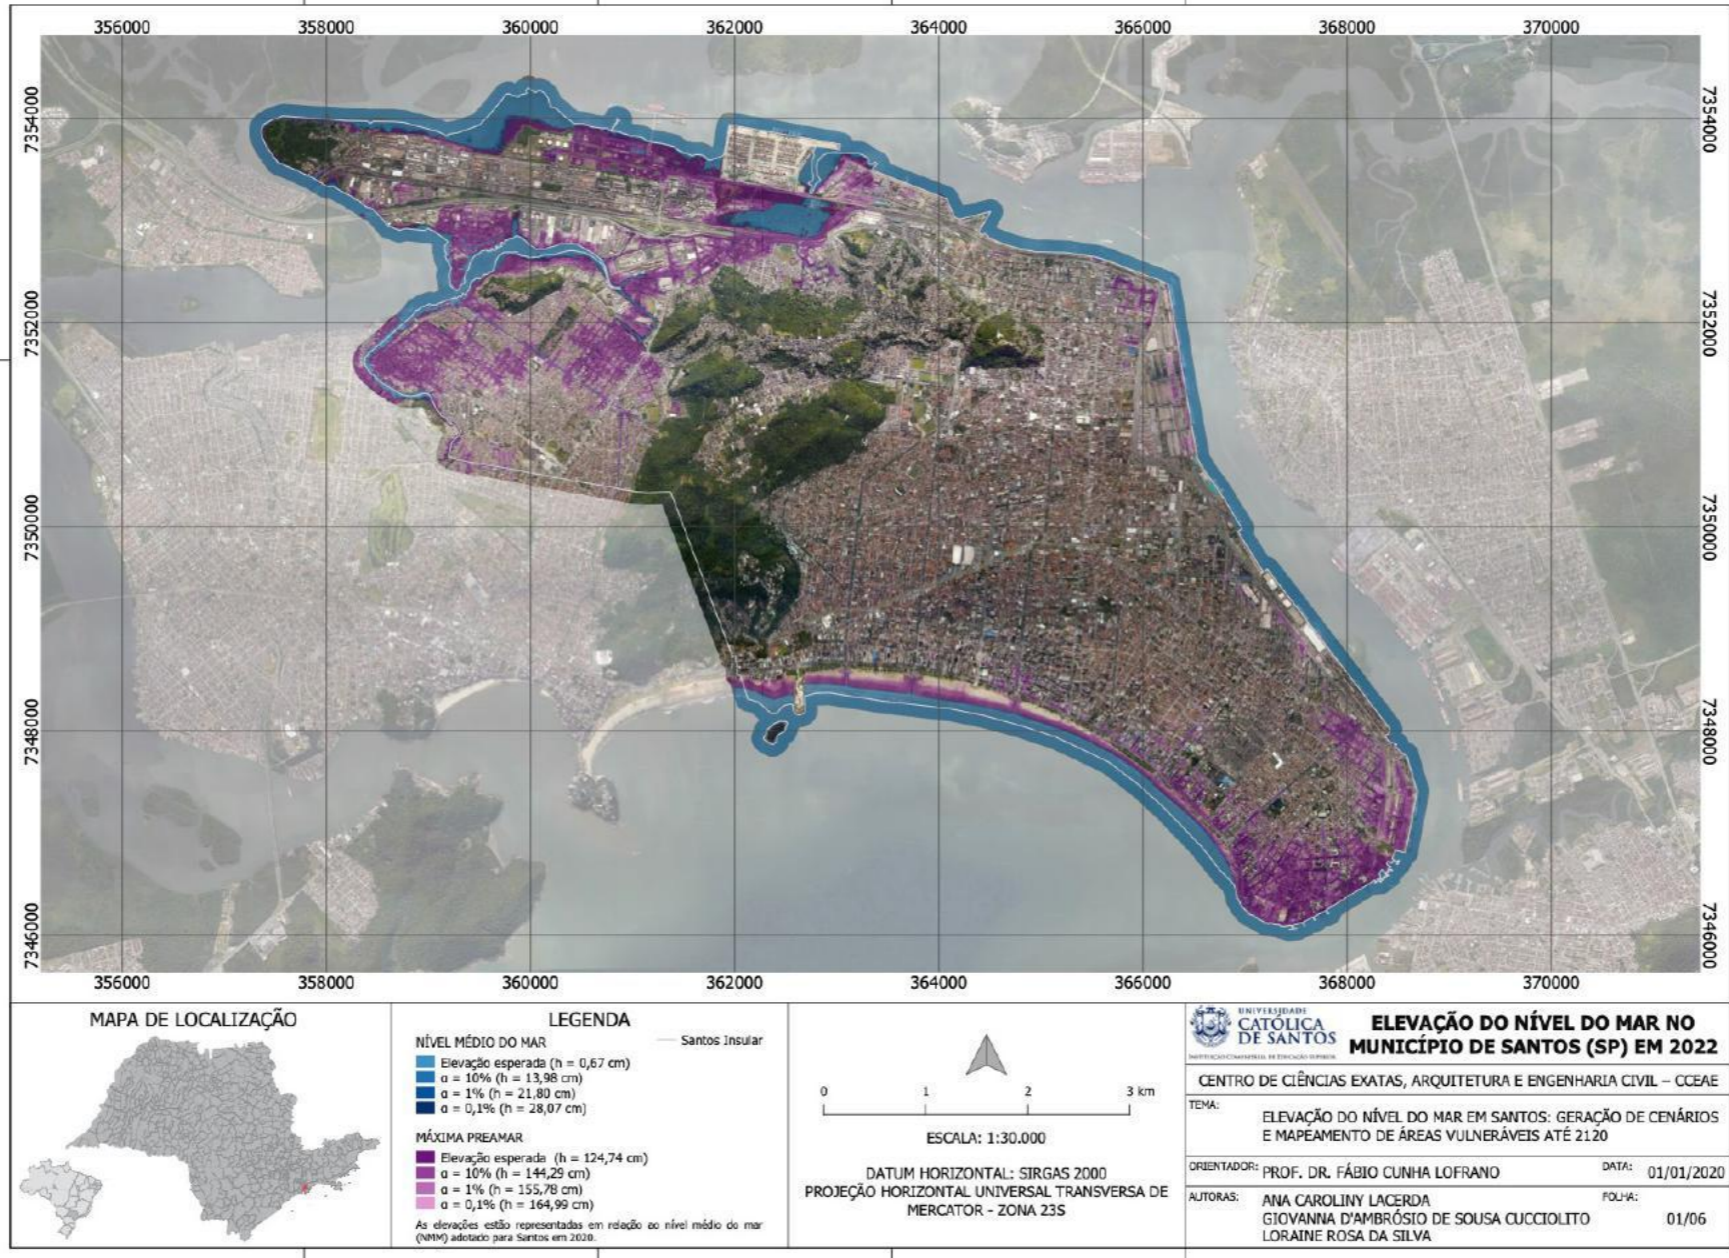 356000 358000 360000 362000 364000 366000 368000 370000
7354000 7354000
7352000 7352000
7350000 7350000
7348000 7348000
7346000 7346000
356000 358000 360000 362000 364000 366000 368000 370000
MAPA DE LOCALIZAÇÃO
LEGENDA
NÍVEL MÉDIO DO MAR
Santos Insular
Elevação esperada (h = 0,67 cm)
α = 10% (h = 13,98 cm)
α = 1% (h = 21,80 cm)
α = 0,1% (h = 28,07 cm)
MÁXIMA PREAMAR
Elevação esperada (h = 124,74 cm)
α = 10% (h = 144,29 cm)
α = 1% (h = 155,78 cm)
α = 0,1% (h = 164,99 cm)
As elevações estão representadas em relação ao nível médio do mar
(NMM) adotado para Santos em 2020.
0 1 2 3 km
ESCALA: 1:30.000
DATUM HORIZONTAL: SIRGAS 2000
PROJEÇÃO HORIZONTAL UNIVERSAL TRANSVERSA DE
MERCATOR - ZONA 23S
UNIVERSIDADE
CATÓLICA
DE SANTOS
ELEVAÇÃO DO NÍVEL DO MAR NO
MUNICÍPIO DE SANTOS (SP) EM 2022
CENTRO DE CIÊNCIAS EXATAS, ARQUITETURA E ENGENHARIA CIVIL – CCEAE
TEMA:
ELEVAÇÃO DO NÍVEL DO MAR EM SANTOS: GERAÇÃO DE CENÁRIOS
E MAPEAMENTO DE ÁREAS VULNERÁVEIS ATÉ 2120
ORIENTADOR: PROF. DR. FÁBIO CUNHA LOFRANO
DATA: 01/01/2020
AUTORAS: ANA CAROLINY LACERDA
GIOVANNA D'AMBRÓSIO DE SOUSA CUCCIOLITO
LORAINE ROSA DA SILVA
FOLHA:
01/06